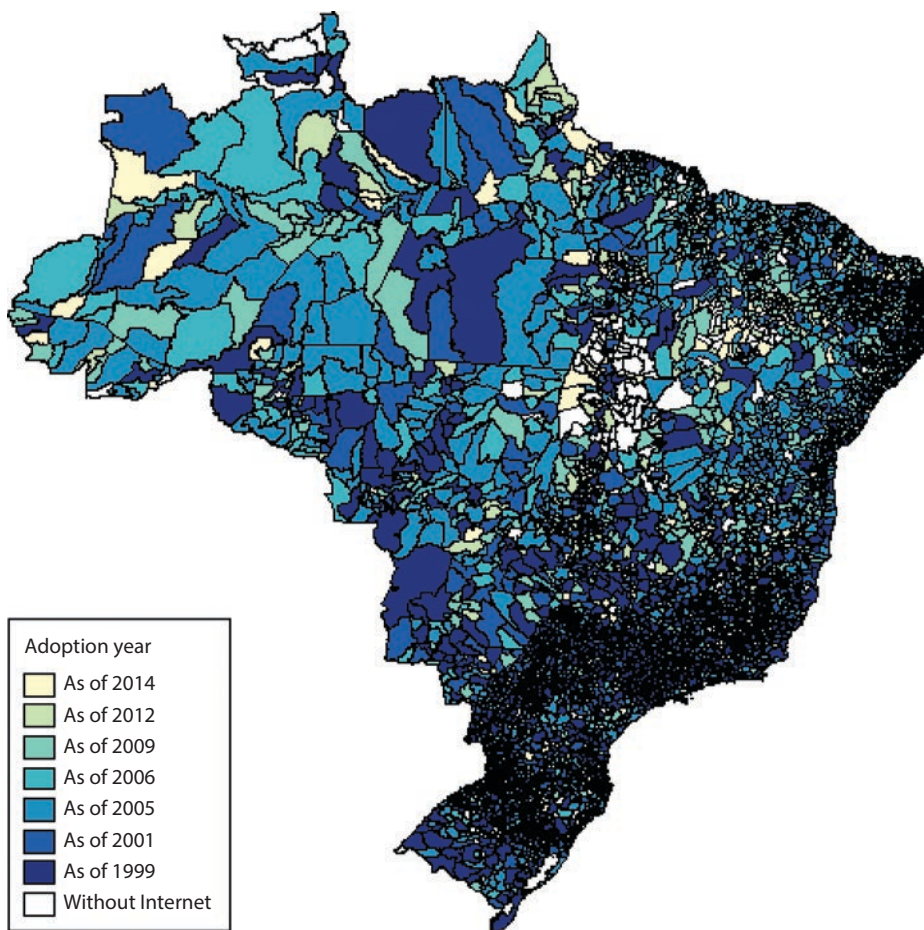 Adoption year
As of 2014
As of 2012
As of 2009
As of 2006
As of 2005
As of 2001
As of 1999
Without Internet